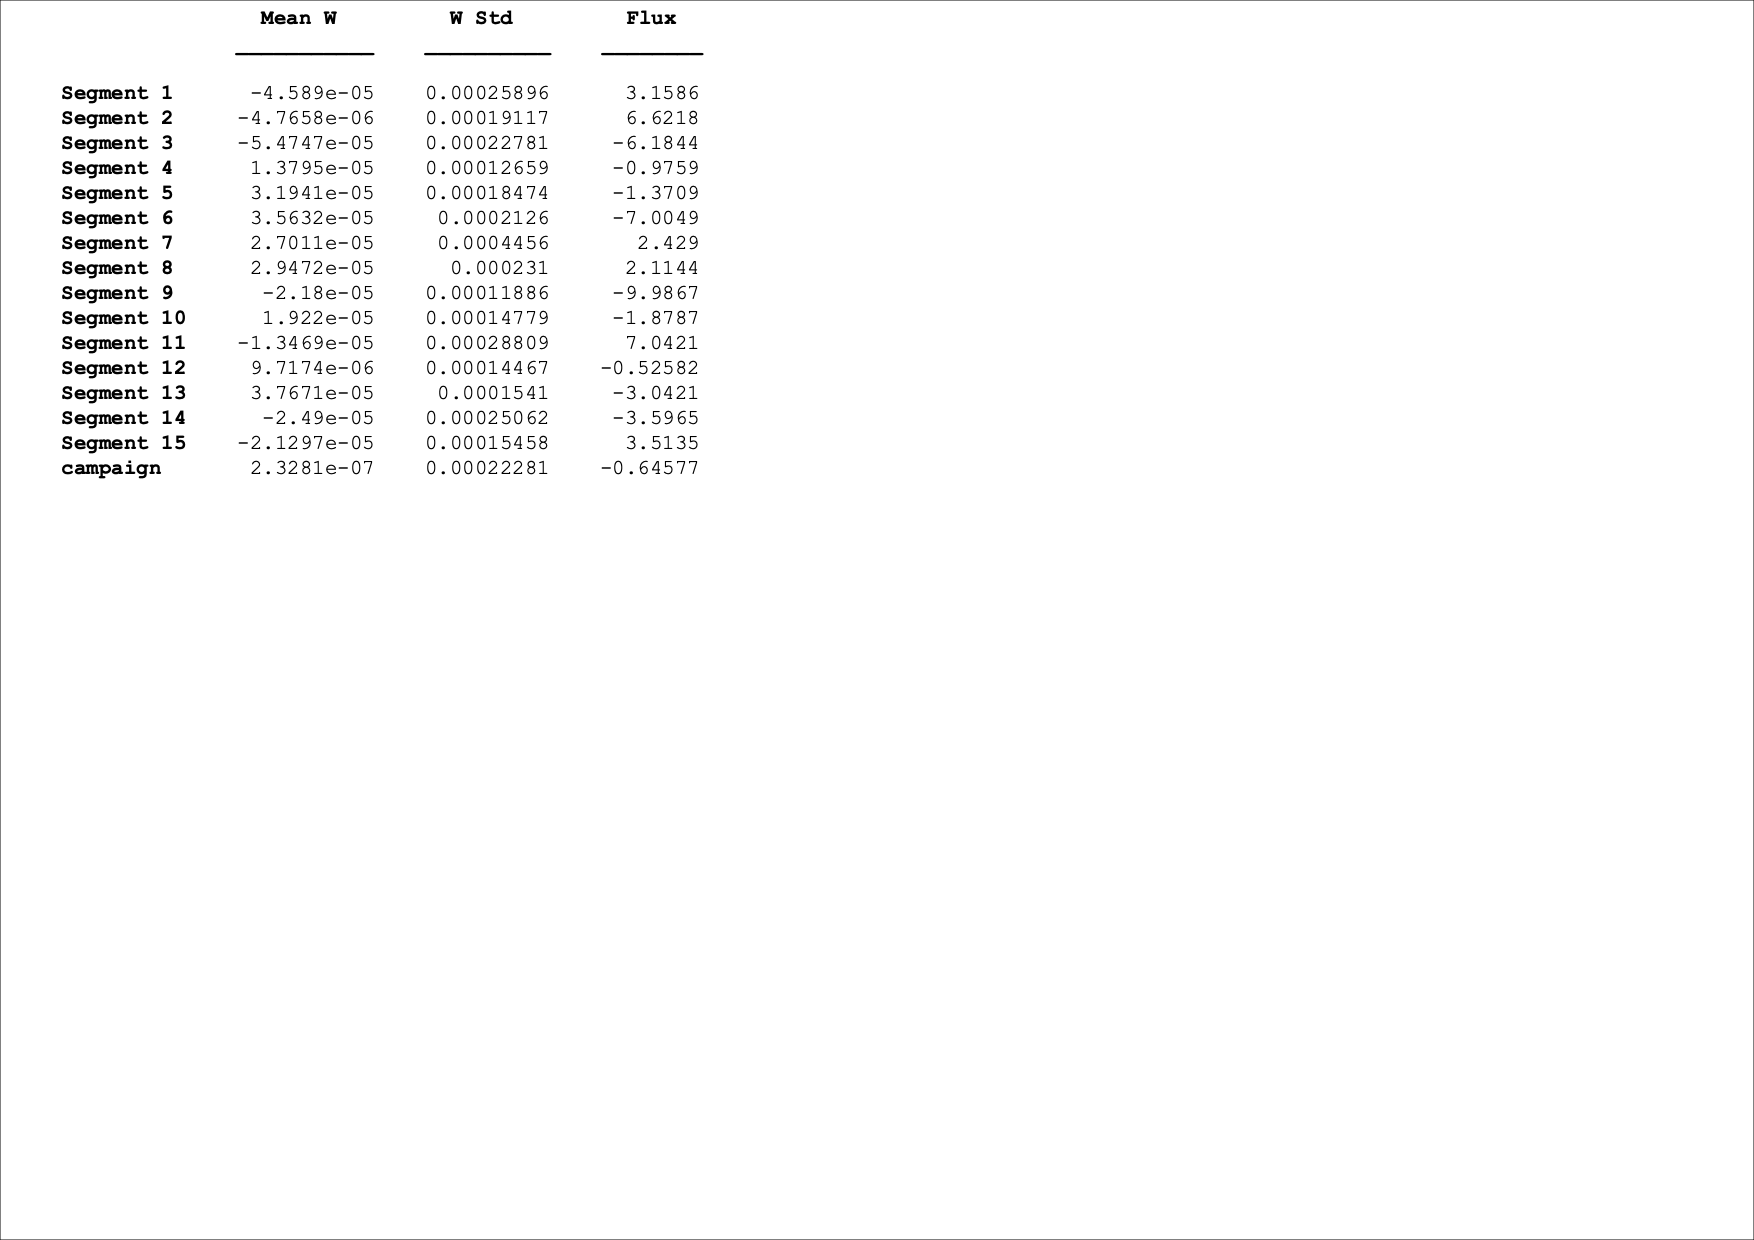 Mean W W Std Flux
Segment 1 -4.589e-05 0.00025896 3.1586
Segment 2 -4.7658e-06 0.00019117 6.6218
Segment 3 -5.4747e-05 0.00022781 -6.1844
Segment 4 1.3795e-05 0.00012659 -0.9759
Segment 5 3.1941e-05 0.00018474 -1.3709
Segment 6 3.5632e-05 0.0002126 -7.0049
Segment 7 2.7011e-05 0.0004456 2.429
Segment 8 2.9472e-05 0.000231 2.1144
Segment 9 -2.18e-05 0.00011886 -9.9867
Segment 10 1.922e-05 0.00014779 -1.8787
Segment 11 -1.3469e-05 0.00028809 7.0421
Segment 12 9.7174e-06 0.00014467 -0.52582
Segment 13 3.7671e-05 0.0001541 -3.0421
Segment 14 -2.49e-05 0.00025062 -3.5965
Segment 15 -2.1297e-05 0.00015458 3.5135
campaign 2.3281e-07 0.00022281 -0.64577